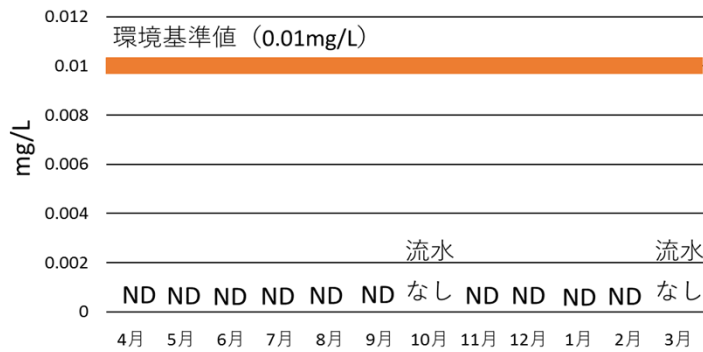 0.012
環境基準値（0.01mg/L）
0.01
0.008
mg/L
0.006
0.004
流水 流水
0.002
ND ND ND ND ND ND なし ND ND ND ND なし
0
4月 5月 6月 7月 8月 9月 10月 11月 12月 1月 2月 3月